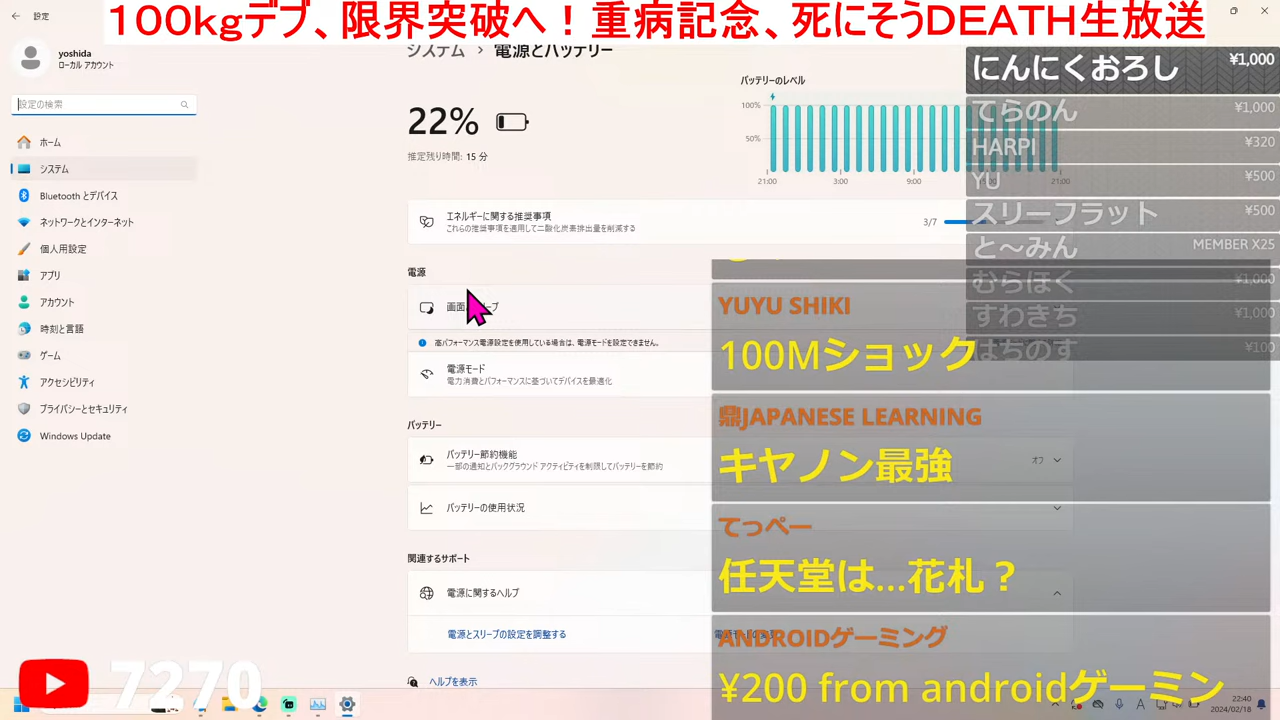 設定
100kgデブ、限界突破へ！重病記念、死にそうDEATH生放送
yoshida
ローカル アカウント
設定の検索
ホーム
システム
Bluetooth とデバイス
ネットワークとインターネット
個人用設定
アプリ
アカウント
時刻と言語
ゲーム
アクセシビリティ
プライバシーとセキュリティ
Windows Update
システム › 電源とバッテリー
22%
推定残り時間: 15 分
バッテリーのレベル
100%
50%
21:00 3:00 9:00 21:00
エネルギーに関する推奨事項
これらの推奨事項を適用して二酸化炭素排出量を削減する
3/7
電源
高パフォーマンス電源設定を使用している場合は、電源モードを設定できません。
電源モード
電力消費とパフォーマンスに基づいてデバイスを最適化
バッテリー
バッテリー節約機能
一部の通知とバックグラウンド アクティビティを制限してバッテリーを節約
オフ
バッテリーの使用状況
関連するサポート
電源に関するヘルプ
電源とスリープの設定を調整する
ヘルプを表示
にんにくおろし ¥1,000
てらのん ¥1,000
HARPI ¥320
YU ¥500
スリーフラット ¥500
と～みん MEMBER X25
むらほく ¥1,000
すわきち ¥1,000
はちのす ¥100
YUYU SHIKI
100Mショック
鼎JAPANESE LEARNING
キヤノン最強
てっぺー
任天堂は...花札？
ANDROIDゲーミング
¥200 from androidゲーミン
7270
22:40
2024/02/18